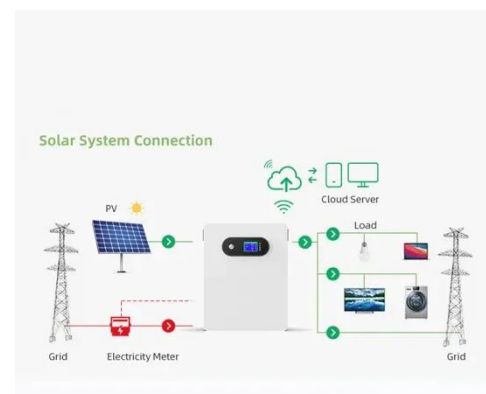 Solar System Connection
Cloud Server
PV
Load
Grid
Electricity Meter
Grid